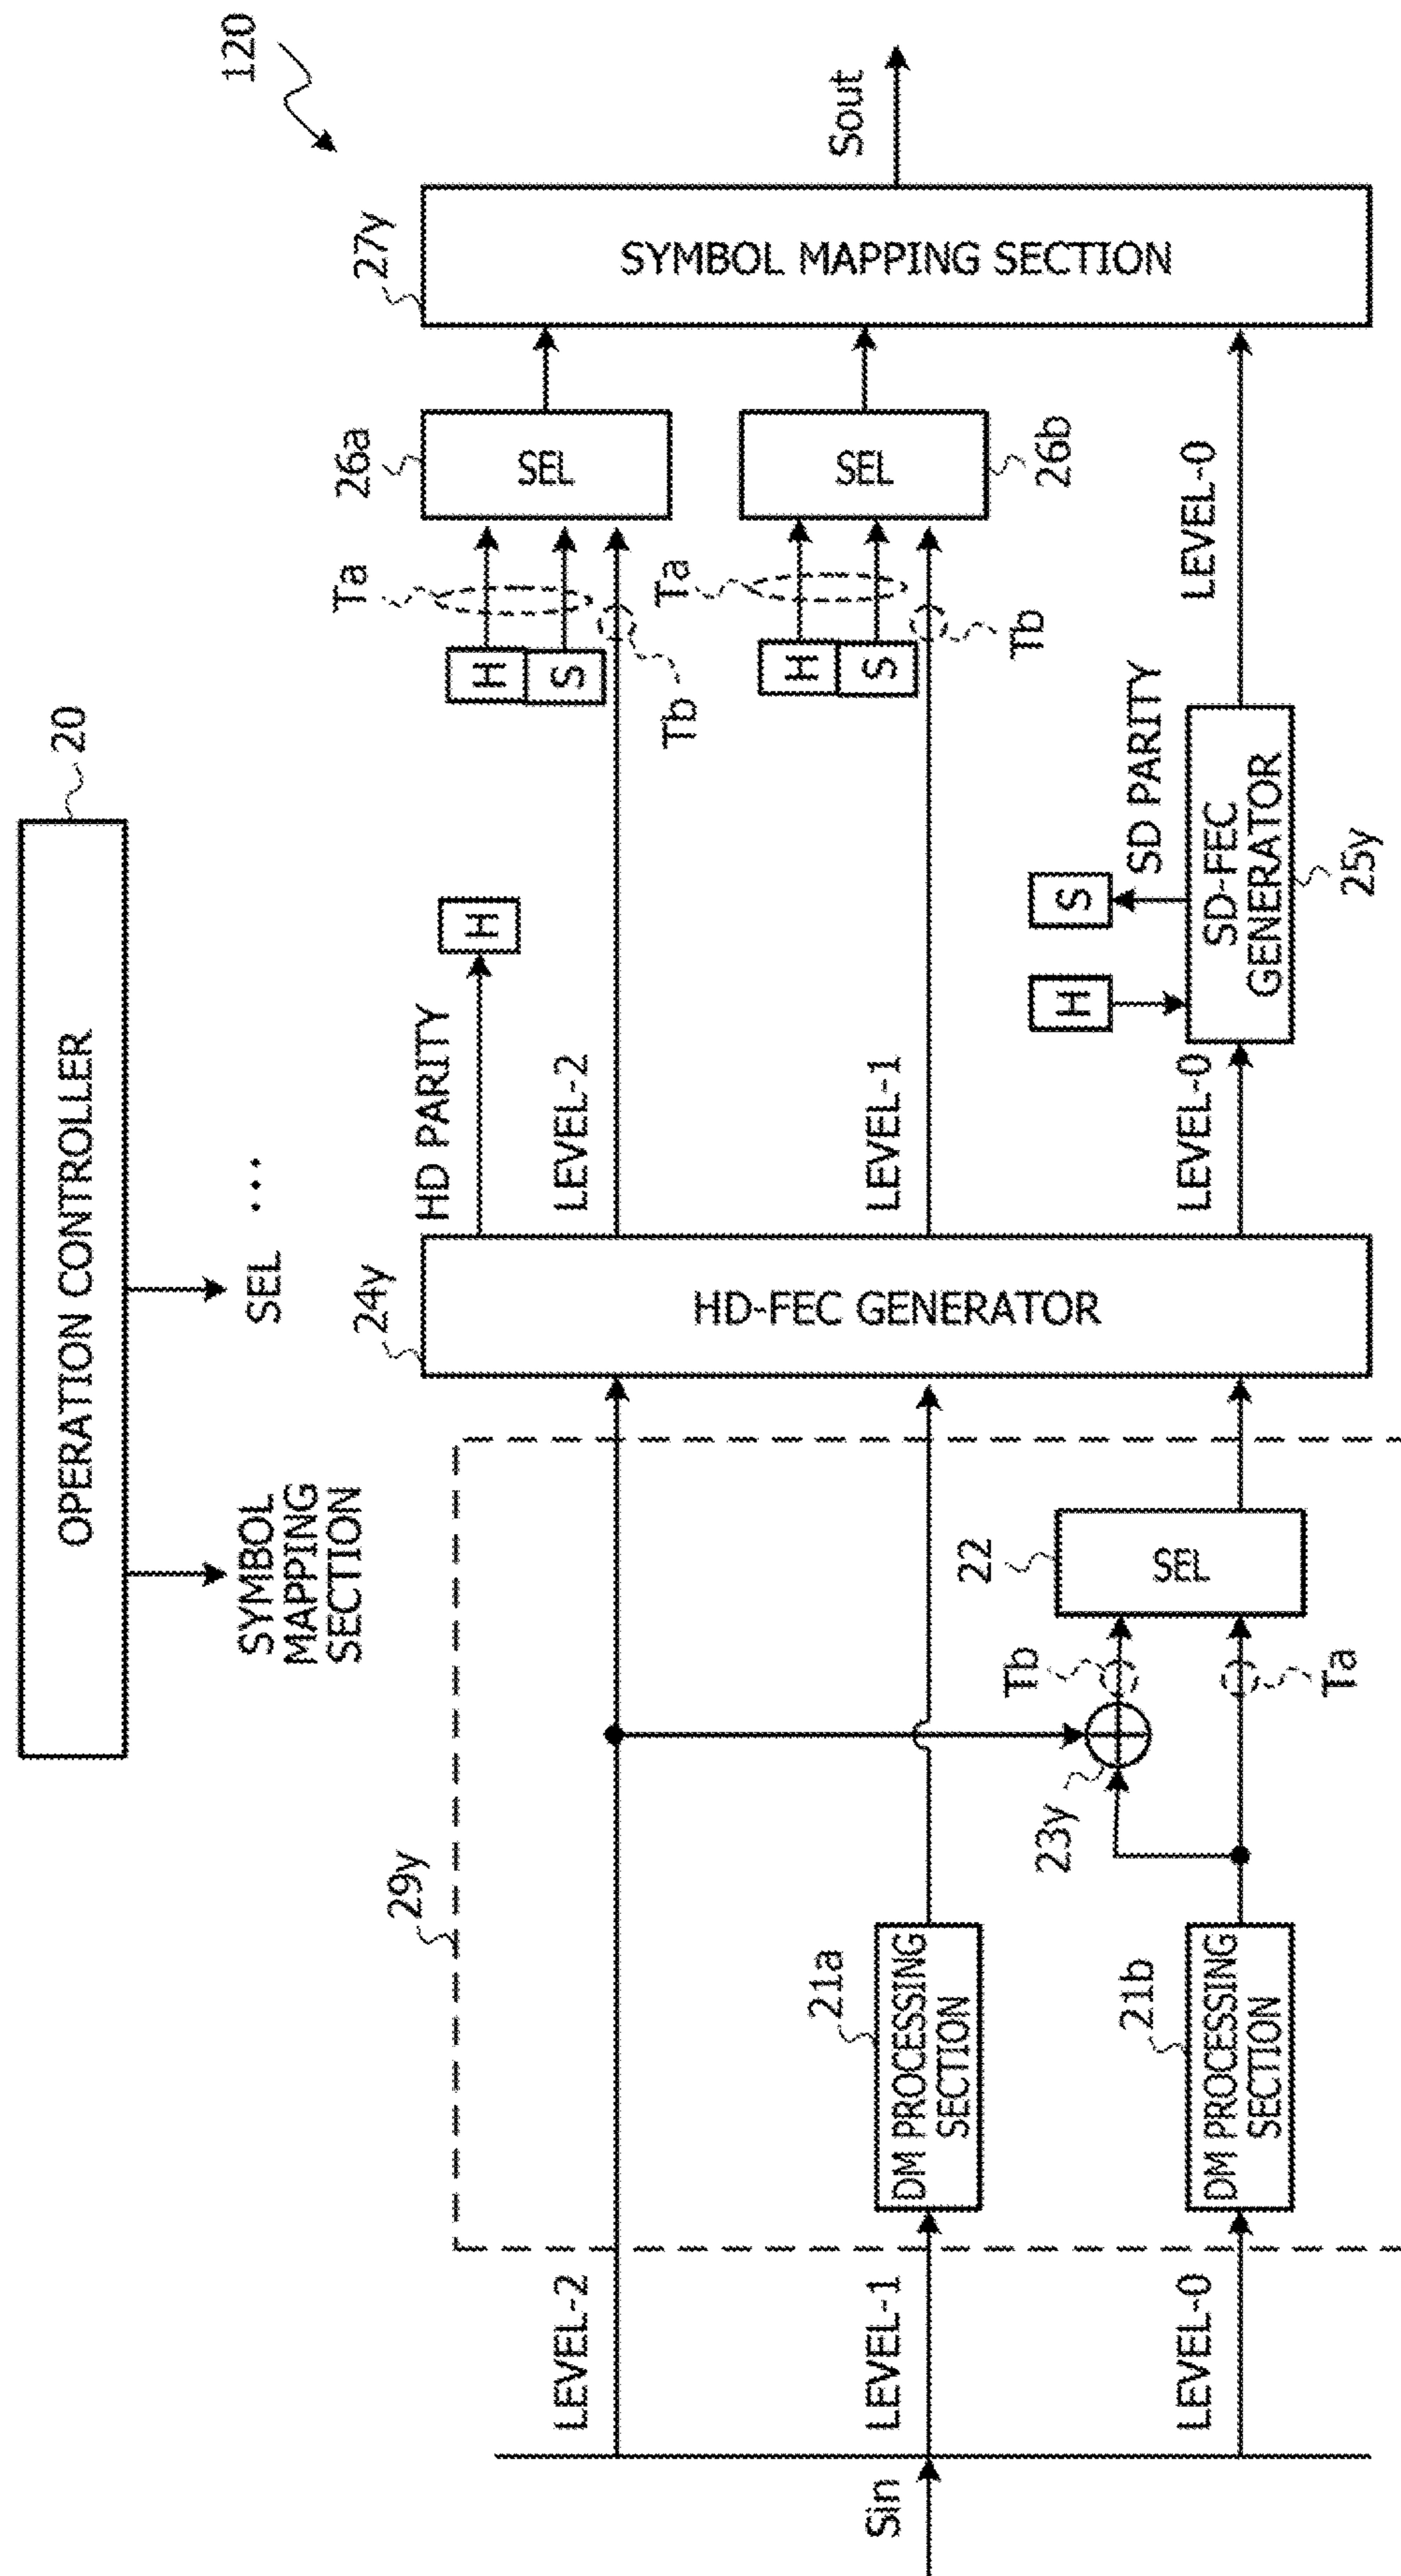 120
OPERATION CONTROLLER
20
SYMBOL
MAPPING
SECTION
SEL
...
29y
Sin
LEVEL-2
LEVEL-1
LEVEL-0
DM PROCESSING
SECTION
21a
DM PROCESSING
SECTION
21b
23y
Tb
Ta
SEL
22
24y
HD-FEC GENERATOR
HD PARITY
H
LEVEL-2
LEVEL-1
LEVEL-0
H
S
SD PARITY
SD-FEC
GENERATOR
25y
LEVEL-0
H
S
Ta
Tb
SEL
26a
H
S
Ta
Tb
SEL
26b
27y
SYMBOL MAPPING SECTION
Sout